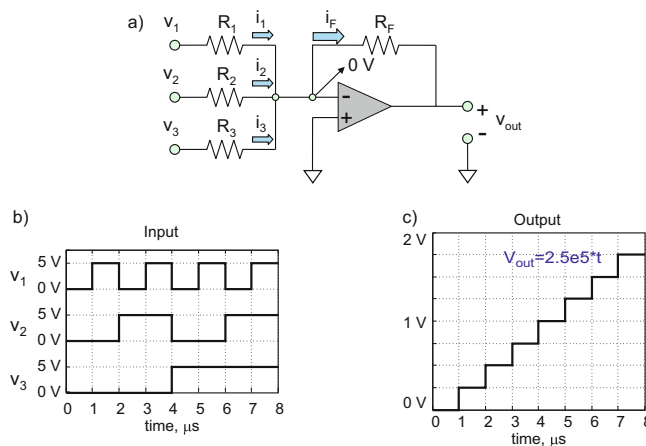 a)
v1 R1 i1 iF RF
0 V
v2 R2 i2
v3 R3 i3
-
+
+
-
vout
b) Input
v1 5 V
0 V
v2 5 V
0 V
v3 5 V
0 V
0 1 2 3 4 5 6 7 8
time, μs
c) Output
2 V
Vout=2.5e5*t
1 V
0 V
0 1 2 3 4 5 6 7 8
time, μs